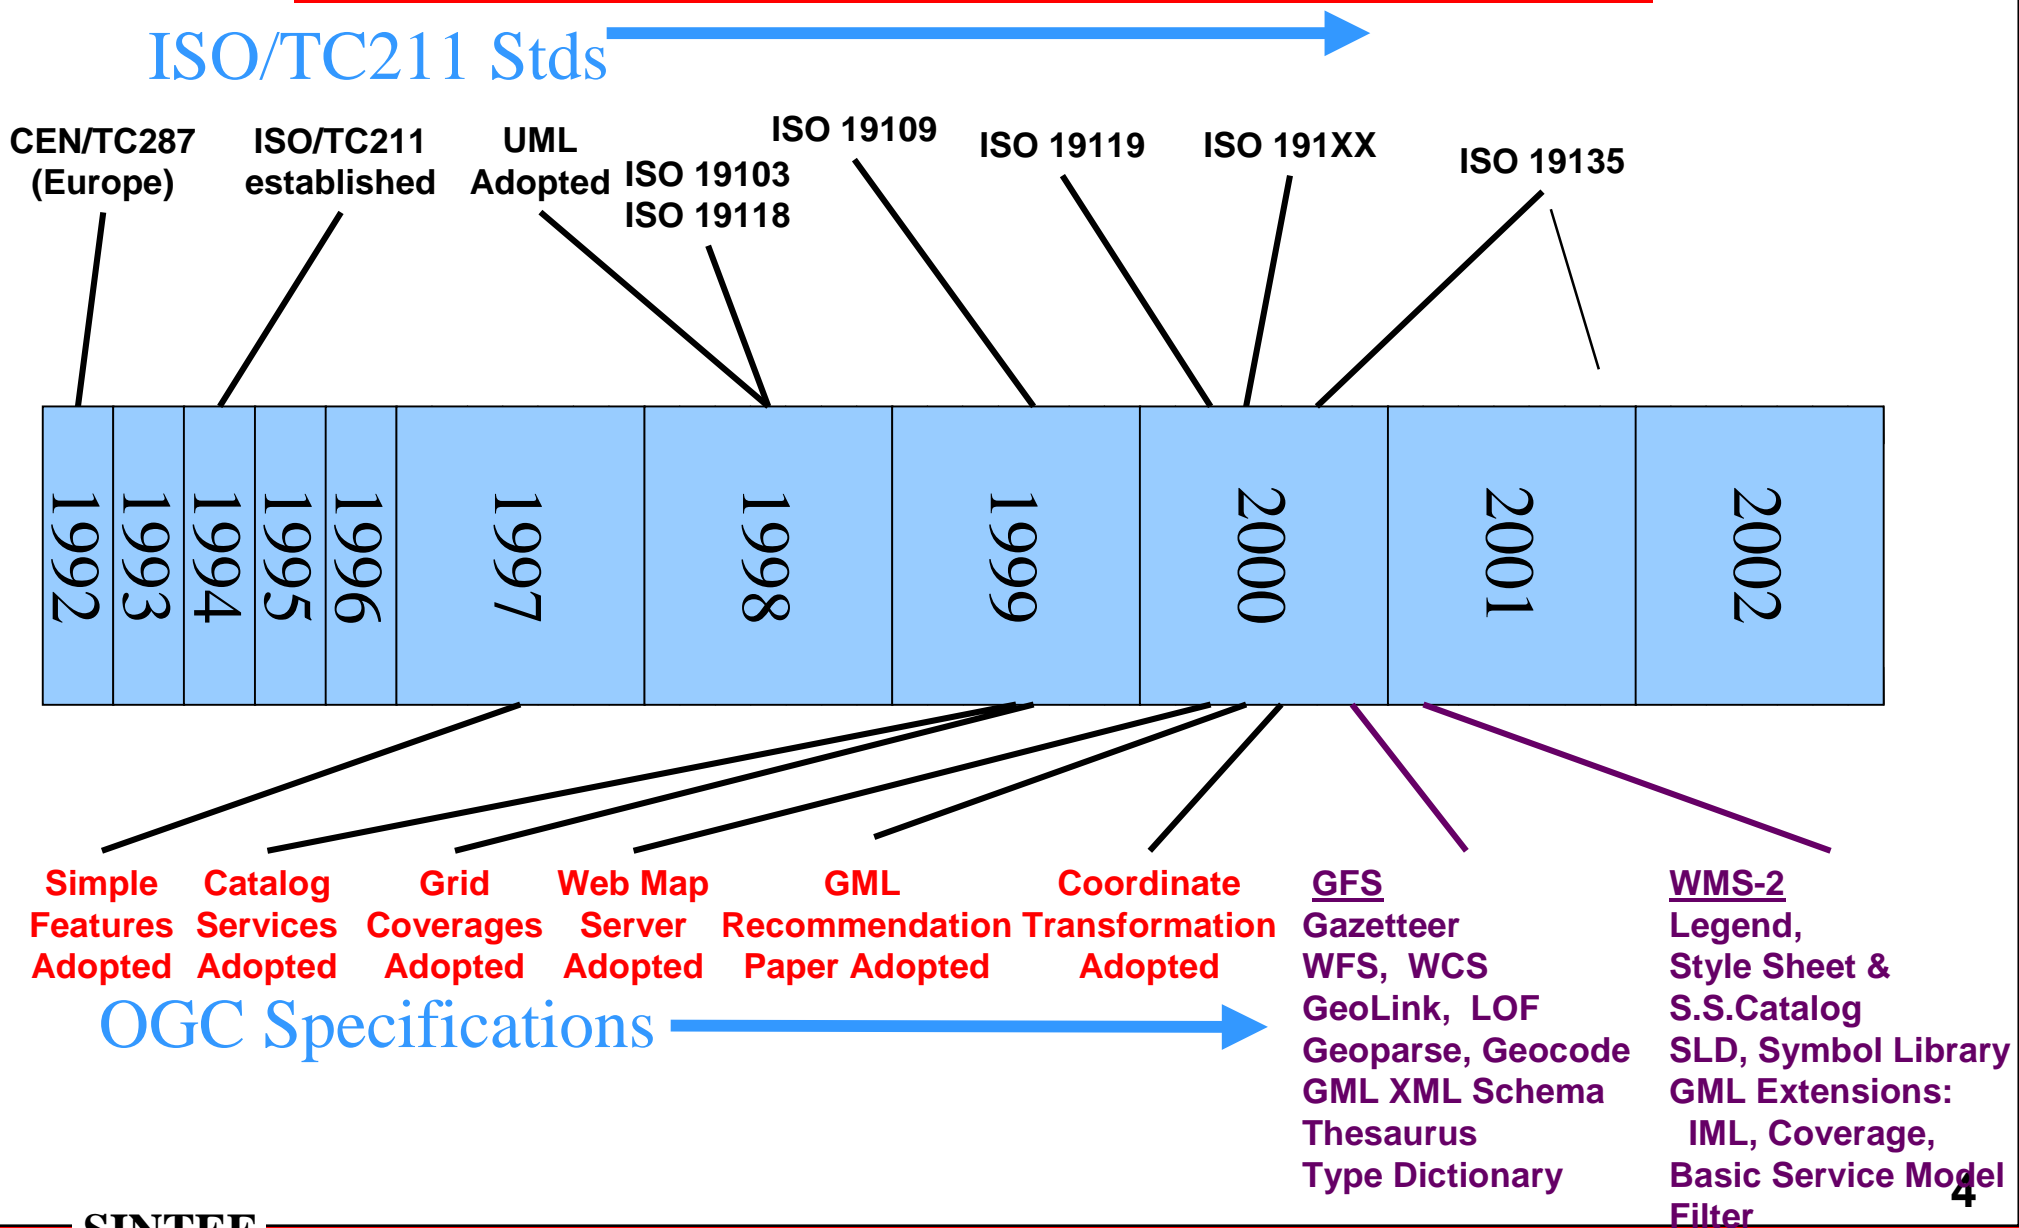 ISO/TC211 Stds
CEN/TC287
(Europe)
ISO/TC211
established
UML
Adopted
ISO 19103
ISO 19118
ISO 19109
ISO 19119
ISO 191XX
ISO 19135
1992
1993
1994
1995
1996
1997
1998
1999
2000
2001
2002
Simple
Features
Adopted
Catalog
Services
Adopted
Grid
Coverages
Adopted
Web Map
Server
Adopted
GML
Recommendation
Paper Adopted
Coordinate
Transformation
Adopted
GFS
Gazetteer
WFS, WCS
GeoLink, LOF
Geoparse, Geocode
GML XML Schema
Thesaurus
Type Dictionary
WMS-2
Legend,
Style Sheet &
S.S.Catalog
SLD, Symbol Library
GML Extensions:
IML, Coverage,
Basic Service Model
Filter
OGC Specifications
SINTEF
4